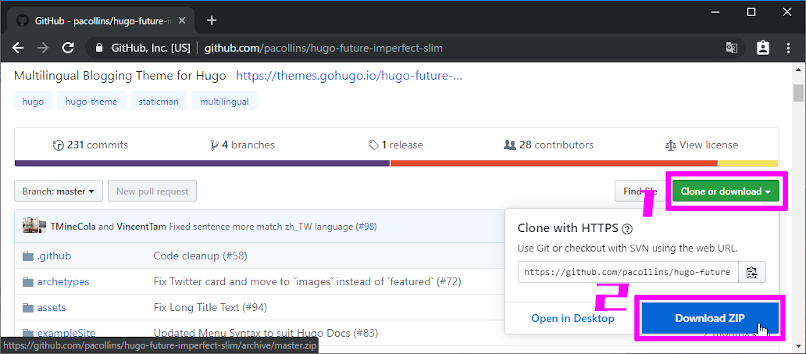 GitHub - pacollins/hugo-future-in
GitHub, Inc. [US] github.com/pacollins/hugo-future-imperfect-slim
Multilingual Blogging Theme for Hugo https://themes.gohugo.io/hugo-future-...
hugo hugo-theme staticman multilingual
231 commits 4 branches 1 release 28 contributors View license
Branch: master New pull request Find file Clone or download
1
TMineCola and VincentTam Fixed sentence more match zh_TW language (#98)
Clone with HTTPS
Use Git or checkout with SVN using the web URL.
.github Code cleanup (#58)
https://github.com/pacollins/hugo-future
archetypes Fix Twitter card and move to `images` instead of `featured` (#72)
2
assets Fix Long Title Text (#94)
Open in Desktop Download ZIP
exampleSite Updated Menu Syntax to suit Hugo Docs (#83)
https://github.com/pacollins/hugo-future-imperfect-slim/archive/master.zip